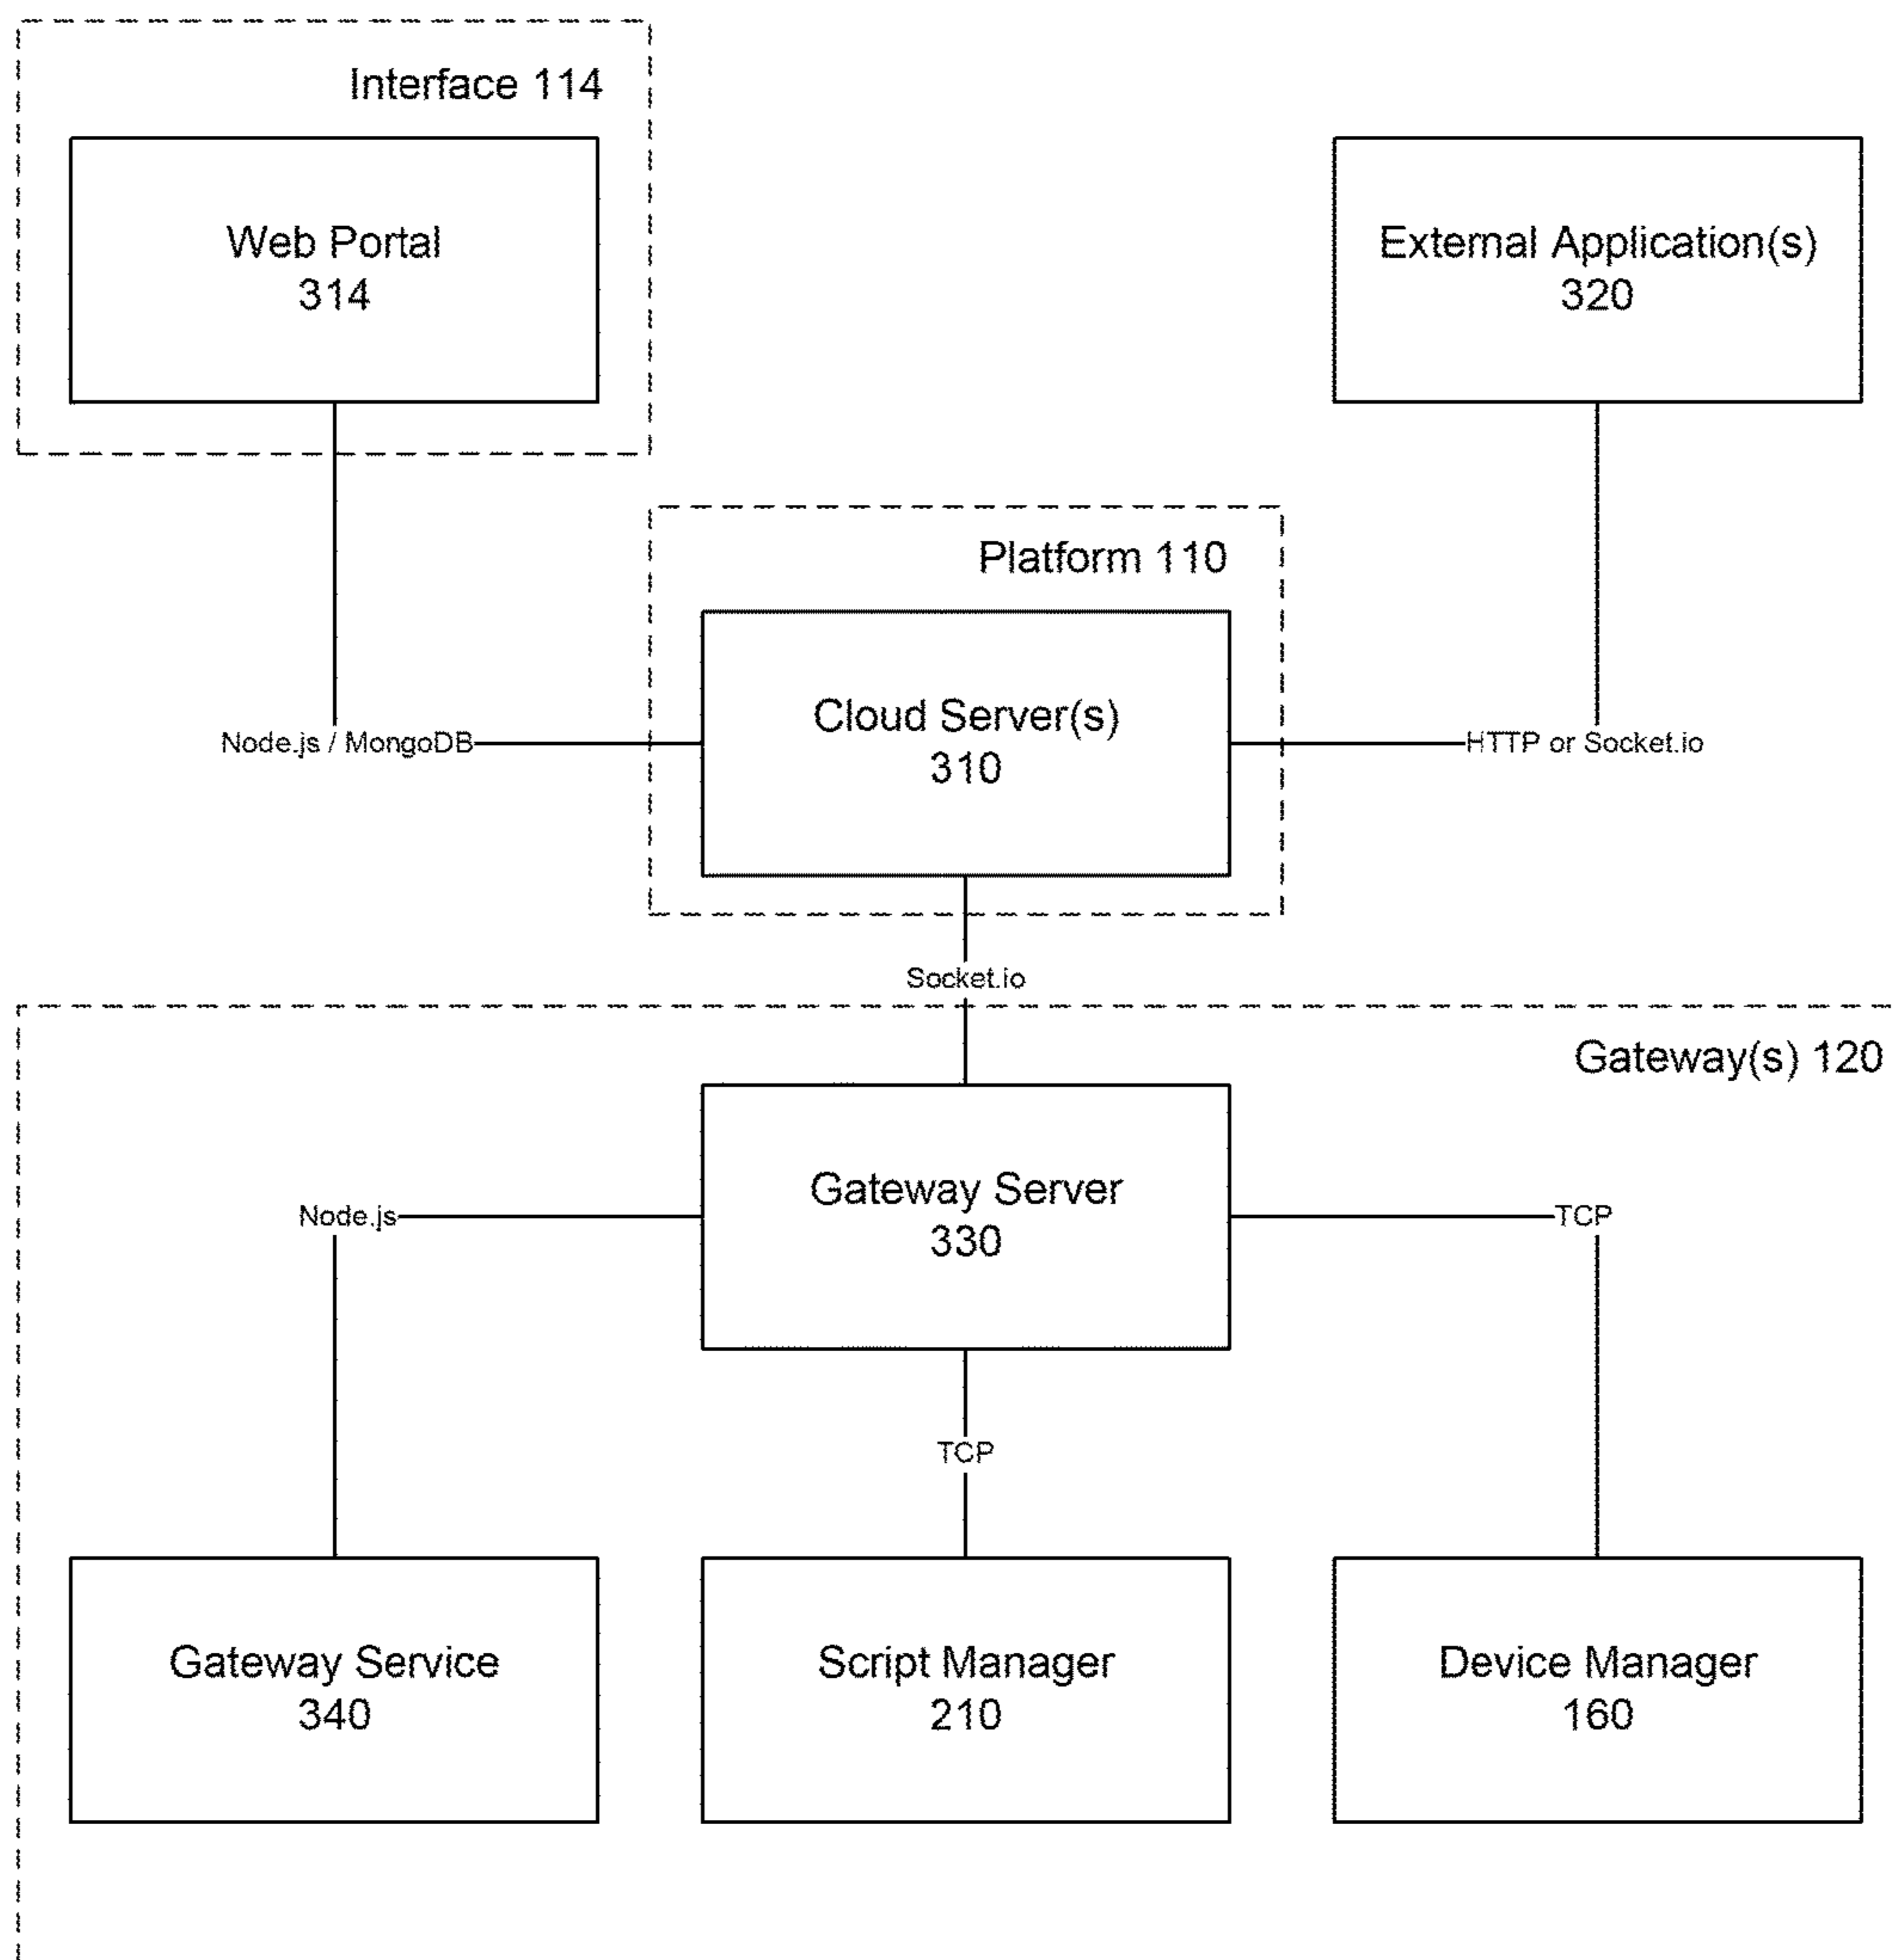 Interface 114
Web Portal
314
External Application(s)
320
Platform 110
Cloud Server(s)
310
Node.js / MongoDB
HTTP or Socket.io
Socket.io
Gateway(s) 120
Gateway Server
330
Node.js
TCP
TCP
Gateway Service
340
Script Manager
210
Device Manager
160